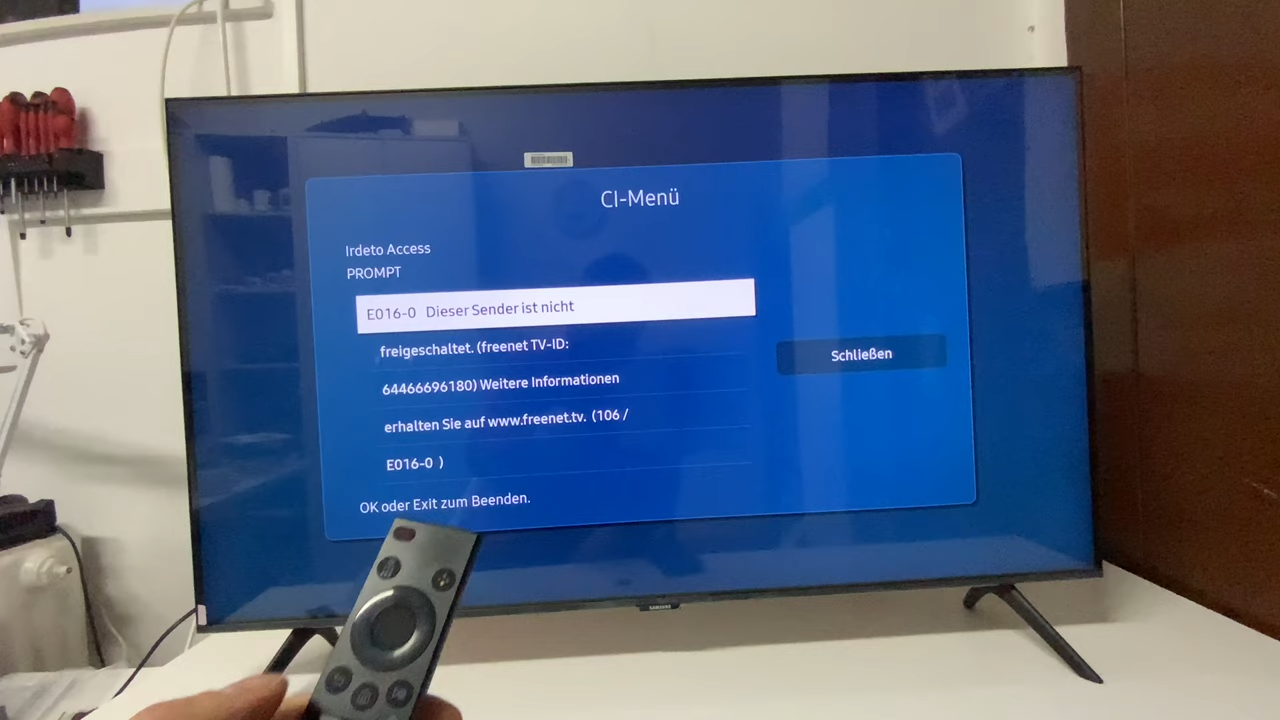 CI-Menü
Irdeto Access
PROMPT
E016-0 Dieser Sender ist nicht
freigeschaltet. (freenet TV-ID:
64466696180) Weitere Informationen
erhalten Sie auf www.freenet.tv. (106 /
E016-0 )
Schließen
OK oder Exit zum Beenden.
SAMSUNG